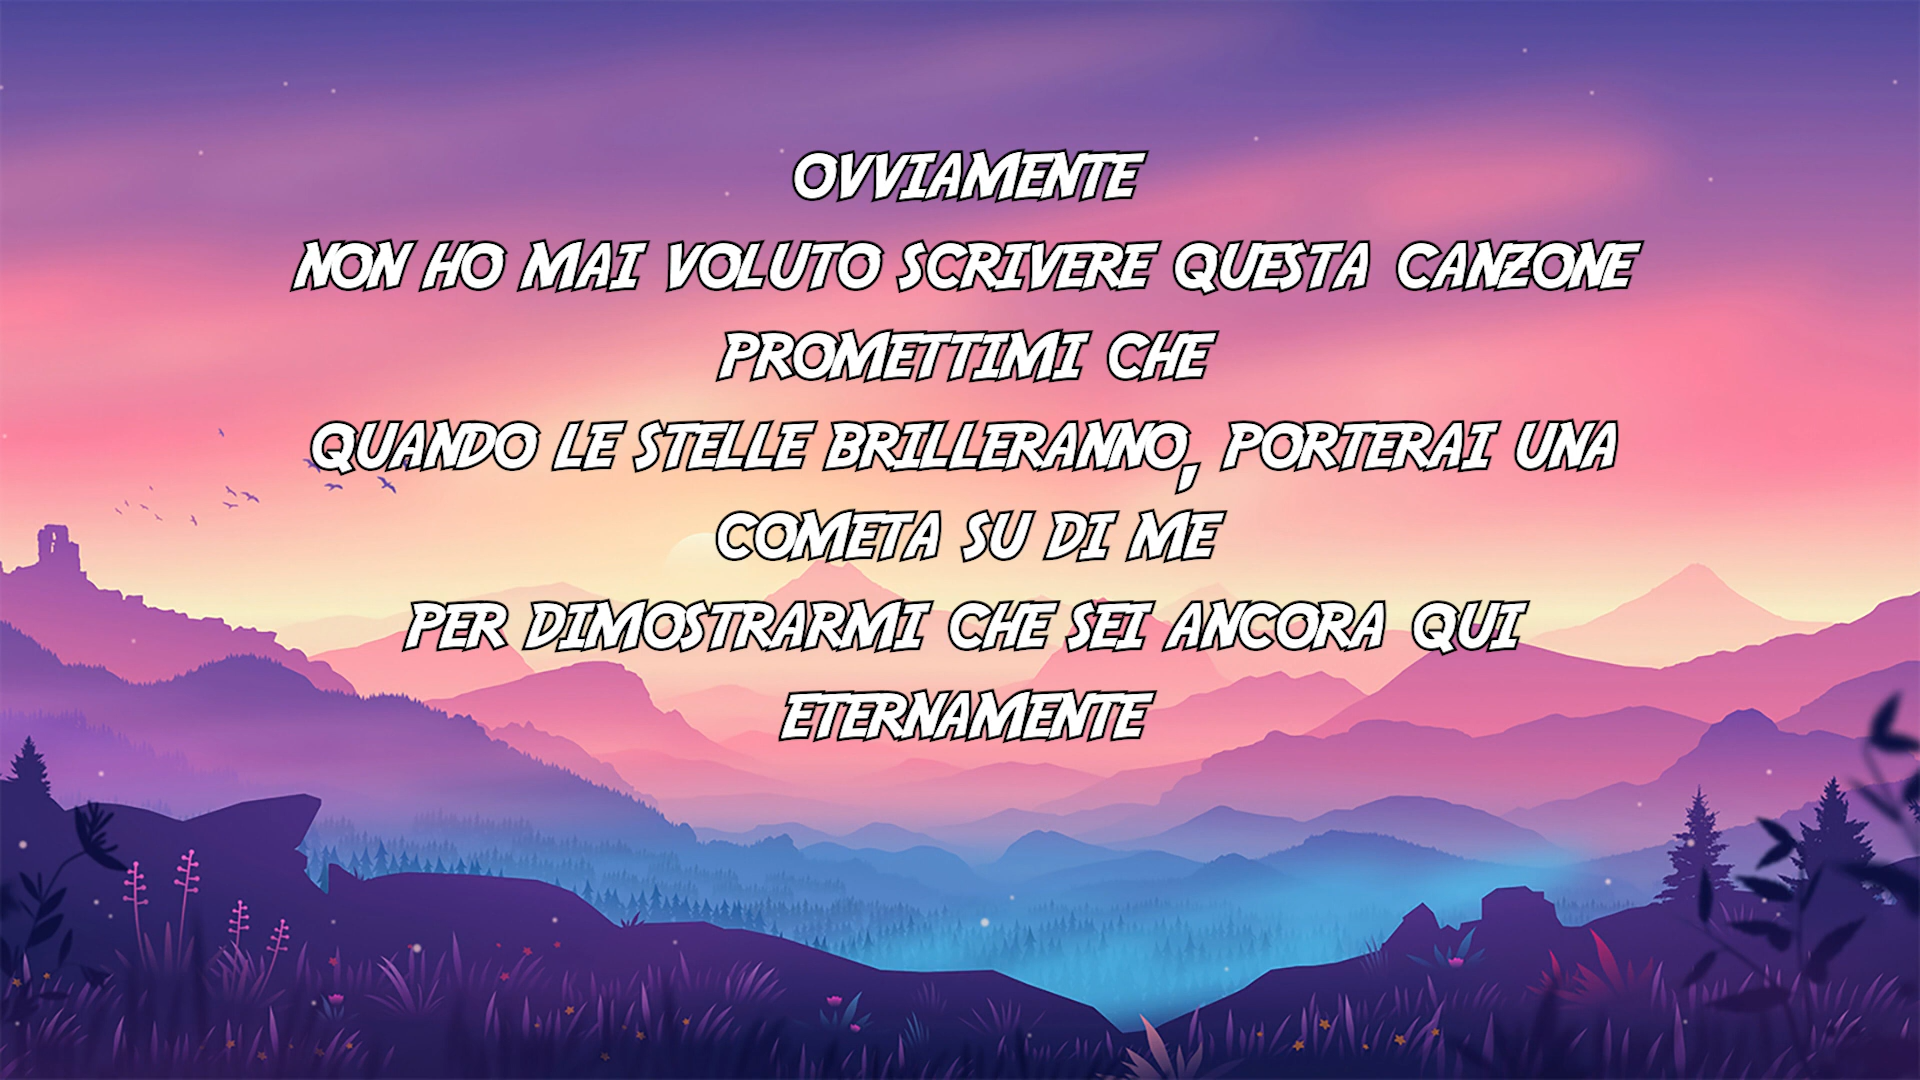 OVVIAMENTE
NON HO MAI VOLUTO SCRIVERE QUESTA CANZONE
PROMETTIMI CHE
QUANDO LE STELLE BRILLERANNO, PORTERAI UNA
COMETA SU DI ME
PER DIMOSTRARMI CHE SEI ANCORA QUI
ETERNAMENTE